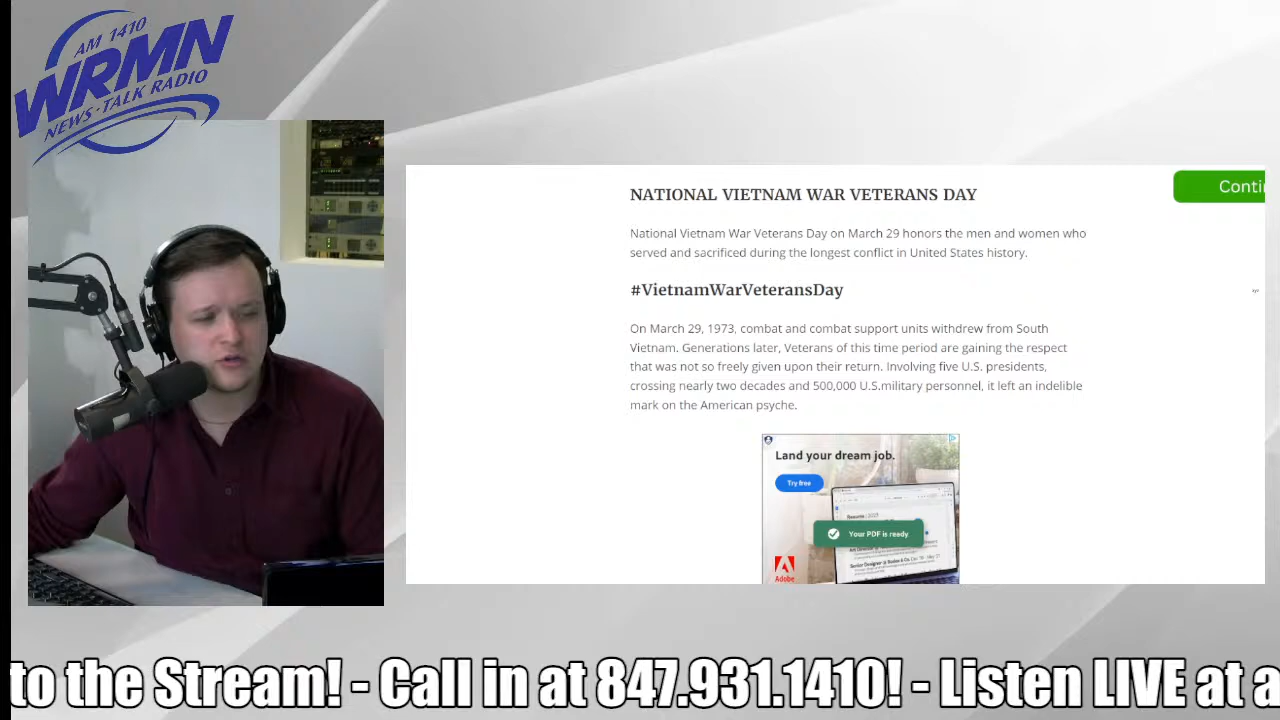 AM 1410
WRMN
NEWS·TALK RADIO
NATIONAL VIETNAM WAR VETERANS DAY
Conti
National Vietnam War Veterans Day on March 29 honors the men and women who
served and sacrificed during the longest conflict in United States history.
#VietnamWarVeteransDay
On March 29, 1973, combat and combat support units withdrew from South
Vietnam. Generations later, Veterans of this time period are gaining the respect
that was not so freely given upon their return. Involving five U.S. presidents,
crossing nearly two decades and 500,000 U.S.military personnel, it left an indelible
mark on the American psyche.
Land your dream job.
Try free
Your PDF is ready
Adobe
to the Stream! - Call in at 847.931.1410! - Listen LIVE at a